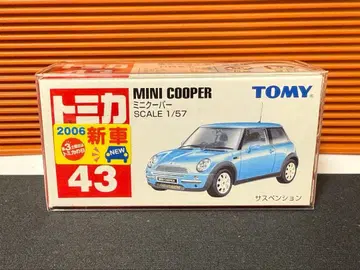 MINI COOPER
ミニクーパー
SCALE 1/57
TOMY
トミカ
2006
新車
NEW
43
サスペンション